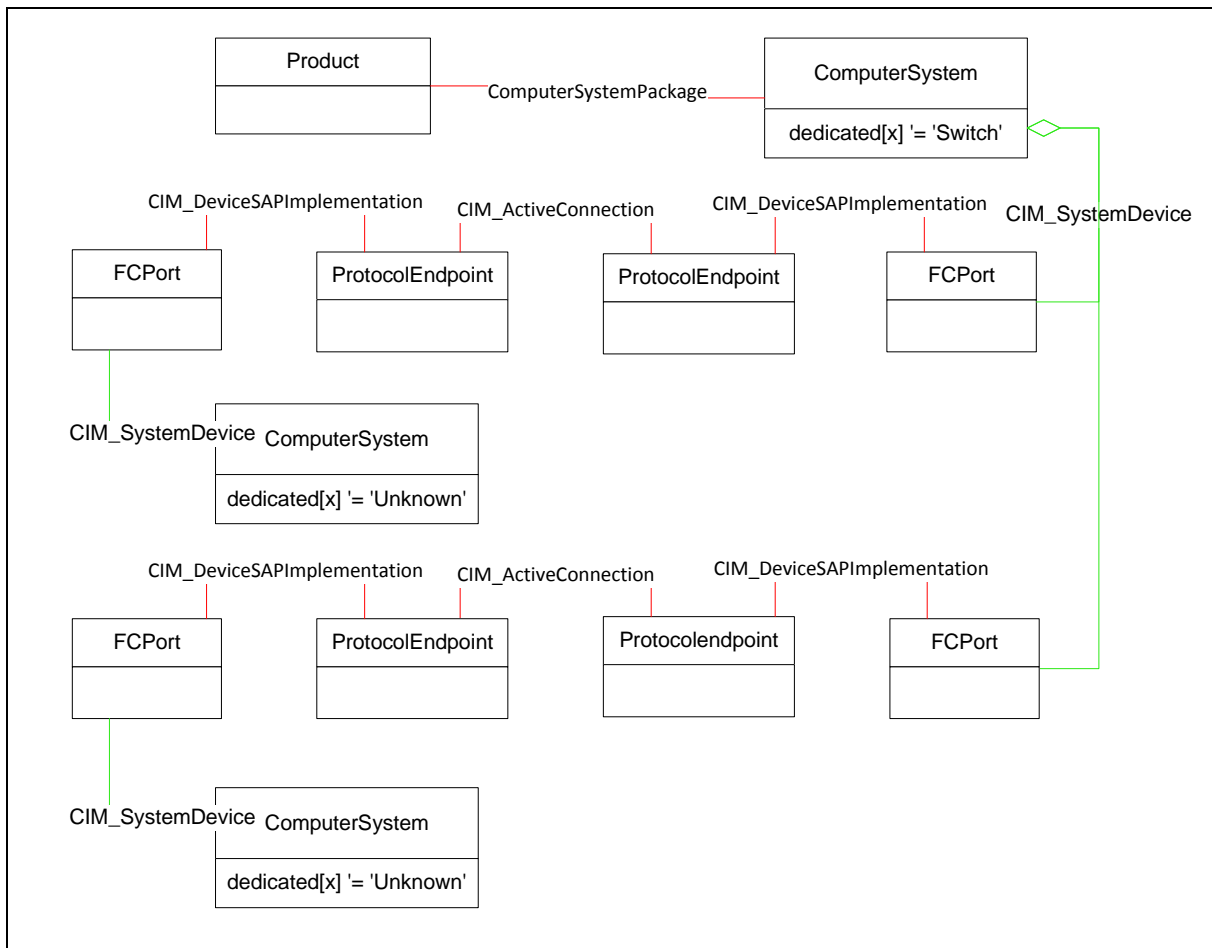 Product
ComputerSystem
ComputerSystemPackage
dedicated[x] '= 'Switch'
CIM_DeviceSAPImplementation
CIM_ActiveConnection
CIM_DeviceSAPImplementation
CIM_SystemDevice
FCPort
ProtocolEndpoint
ProtocolEndpoint
FCPort
CIM_SystemDevice
ComputerSystem
dedicated[x] '= 'Unknown'
CIM_DeviceSAPImplementation
CIM_ActiveConnection
CIM_DeviceSAPImplementation
FCPort
ProtocolEndpoint
Protocolendpoint
FCPort
CIM_SystemDevice
ComputerSystem
dedicated[x] '= 'Unknown'